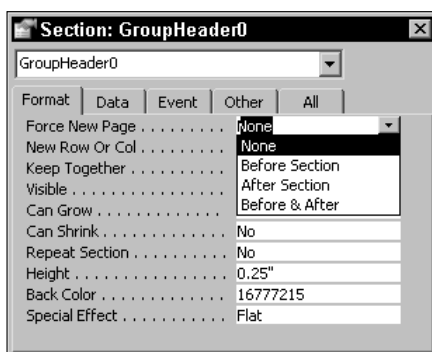 Section: GroupHeader0
GroupHeader0
Format Data Event Other All
Force New Page . . . . . . . . . None
New Row Or Col . . . . . . . . . None
Keep Together . . . . . . . . . . Before Section
Visible . . . . . . . . . . . . . . . . After Section
Can Grow . . . . . . . . . . . . . Before & After
Can Shrink . . . . . . . . . . . . . No
Repeat Section . . . . . . . . . No
Height . . . . . . . . . . . . . . . . 0.25"
Back Color . . . . . . . . . . . . . 16777215
Special Effect . . . . . . . . . . . Flat